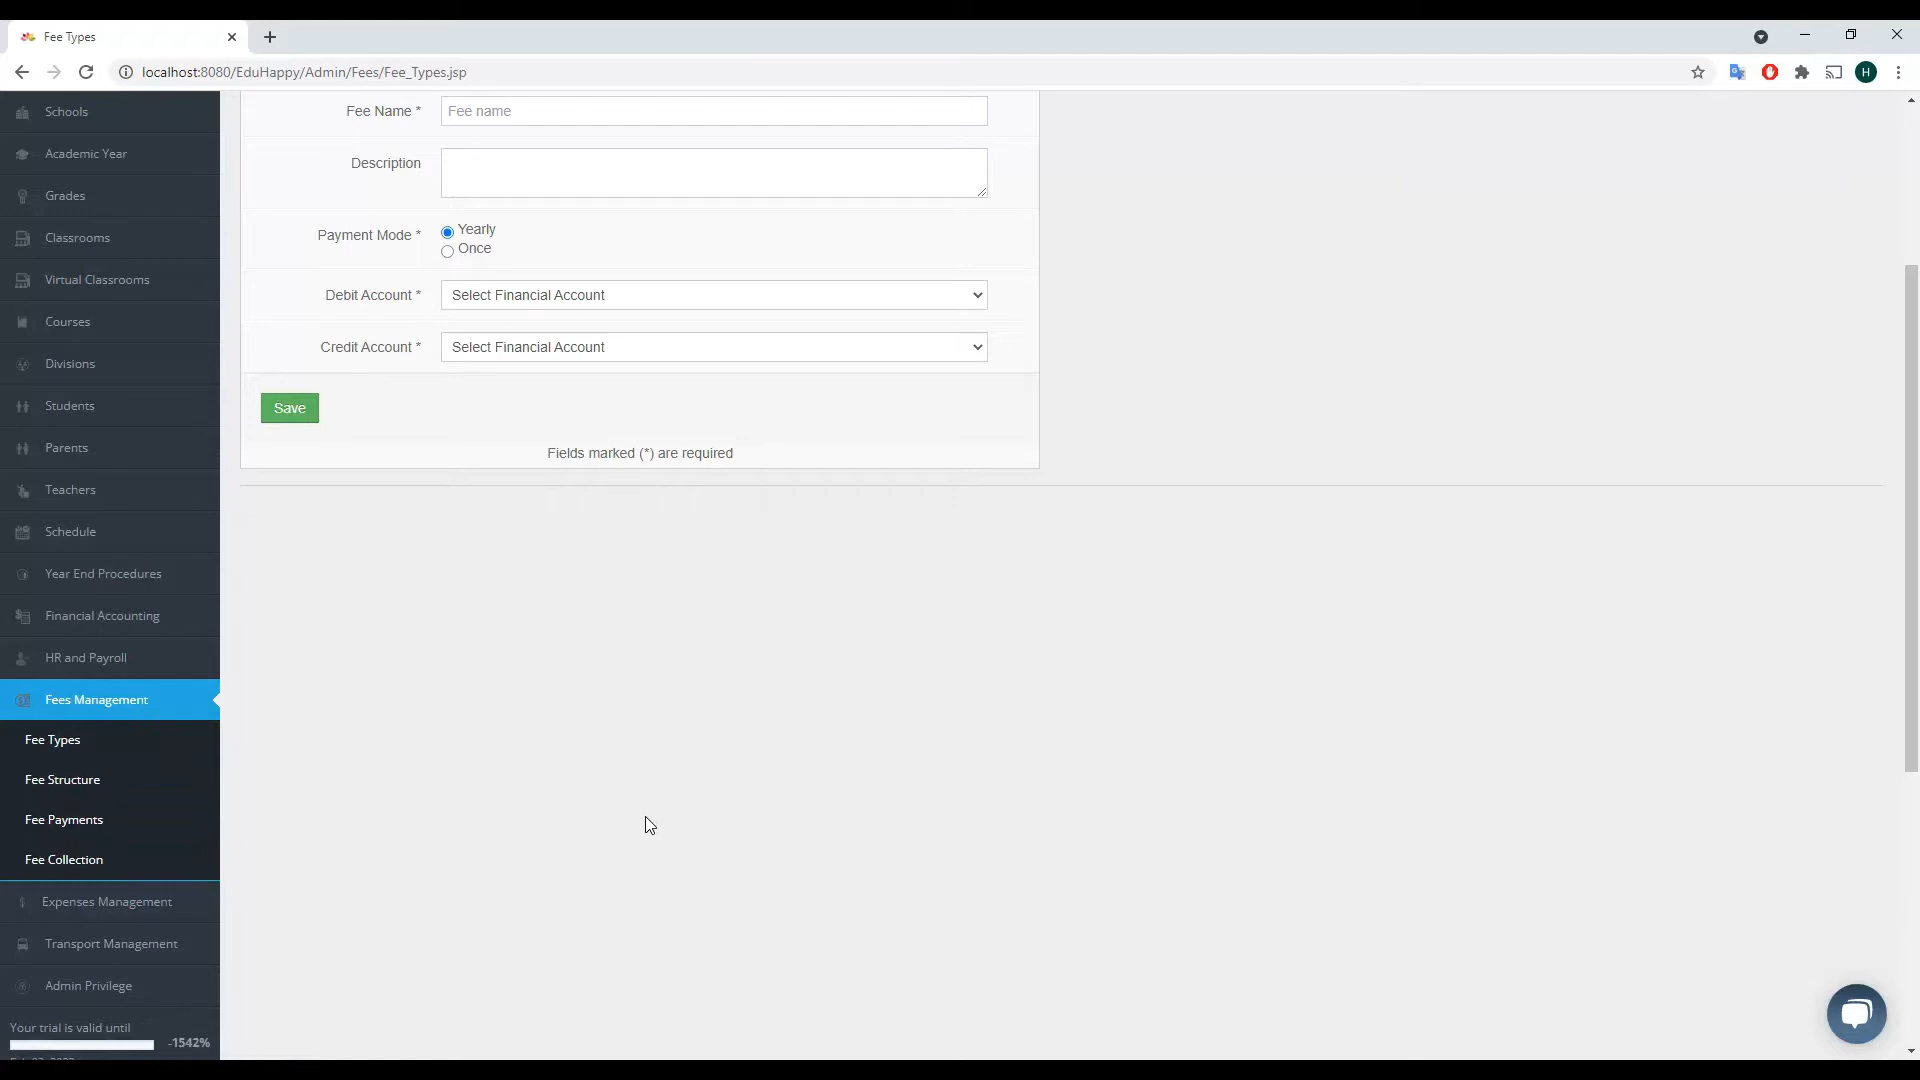 Fee Types
localhost:8080/EduHappy/Admin/Fees/Fee_Types.jsp
H
Schools
Academic Year
Grades
Classrooms
Virtual Classrooms
Courses
Divisions
Students
Parents
Teachers
Schedule
Year End Procedures
Financial Accounting
HR and Payroll
Fees Management
Fee Types
Fee Structure
Fee Payments
Fee Collection
Expenses Management
Transport Management
Admin Privilege
Your trial is valid until
-1542%
Fee Name *
Fee name
Description
Payment Mode *
Yearly
Once
Debit Account *
Select Financial Account
Credit Account *
Select Financial Account
Save
Fields marked (*) are required